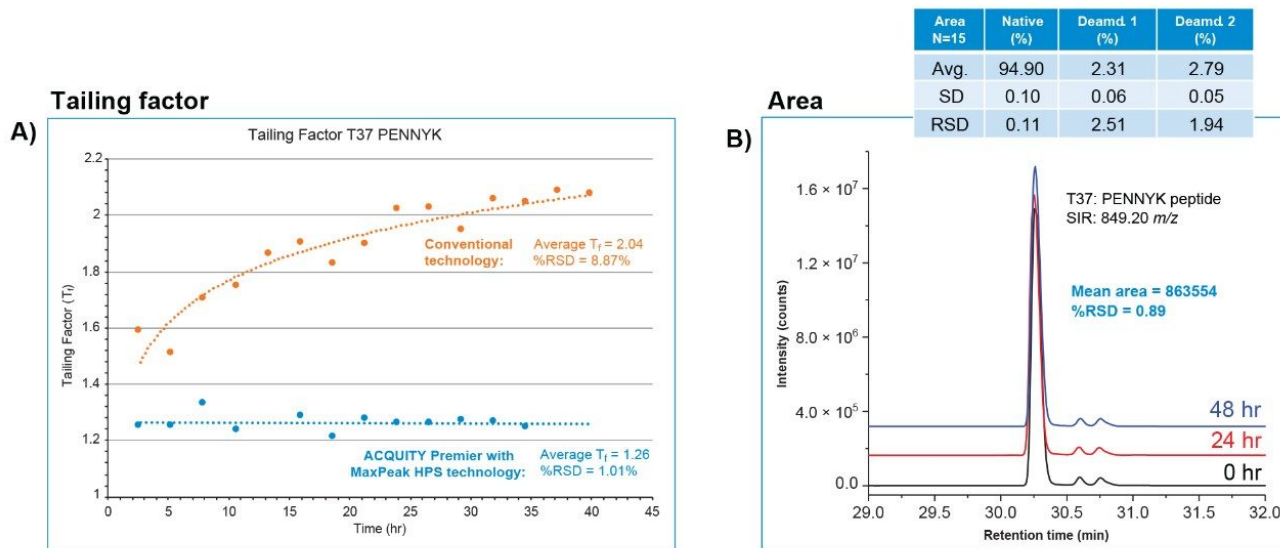 Area N=15 Native (%) Deamd. 1 (%) Deamd. 2 (%)
Avg. 94.90 2.31 2.79
SD 0.10 0.06 0.05
RSD 0.11 2.51 1.94
Tailing factor
A)
Tailing Factor T37 PENNYK
Tailing Factor (Tf)
2.2
2
1.8
1.6
1.4
1.2
1
Conventional technology:
Average Tf = 2.04
%RSD = 8.87%
ACQUITY Premier with
MaxPeak HPS technology:
Average Tf = 1.26
%RSD = 1.01%
0 5 10 15 20 25 30 35 40 45
Time (hr)
Area
B)
Intensity (counts)
1.6 × 10⁷
1.2 × 10⁷
8.0 × 10⁶
4.0 × 10⁵
0.0
T37: PENNYK peptide
SIR: 849.20 m/z
Mean area = 863554
%RSD = 0.89
48 hr
24 hr
0 hr
29.0 29.5 30.0 30.5 31.0 31.5 32.0
Retention time (min)